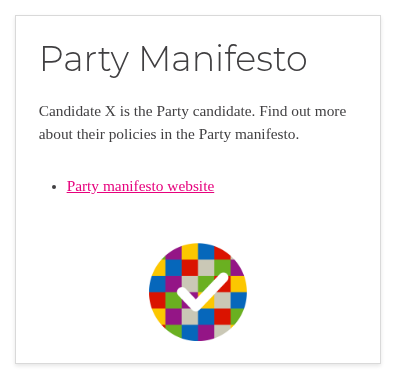 Party Manifesto
Candidate X is the Party candidate. Find out more
about their policies in the Party manifesto.
Party manifesto website